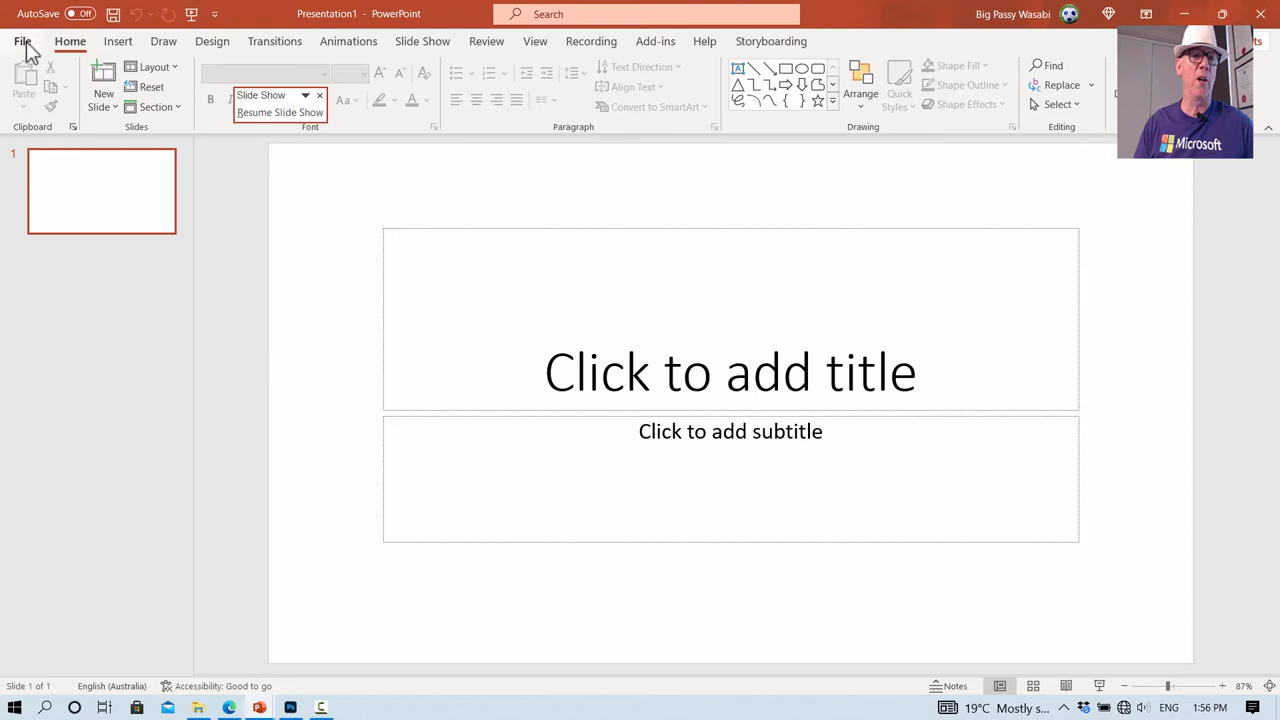 AutoSave Off Presentation1 - PowerPoint Search Big Passy Wasabi
File Home Insert Draw Design Transitions Animations Slide Show Review View Recording Add-ins Help Storyboarding
Paste
Clipboard
New
Slide
Layout
Reset
Section
Slides
Slide Show
Resume Slide Show
Aa
Font
Text Direction
Align Text
Convert to SmartArt
Paragraph
Arrange
Quick
Styles
Shape Fill
Shape Outline
Shape Effects
Drawing
Find
Replace
Select
Editing
Microsoft
1
Click to add title
Click to add subtitle
Slide 1 of 1 English (Australia) Accessibility: Good to go Notes 87%
19°C Mostly s... ENG 1:56 PM